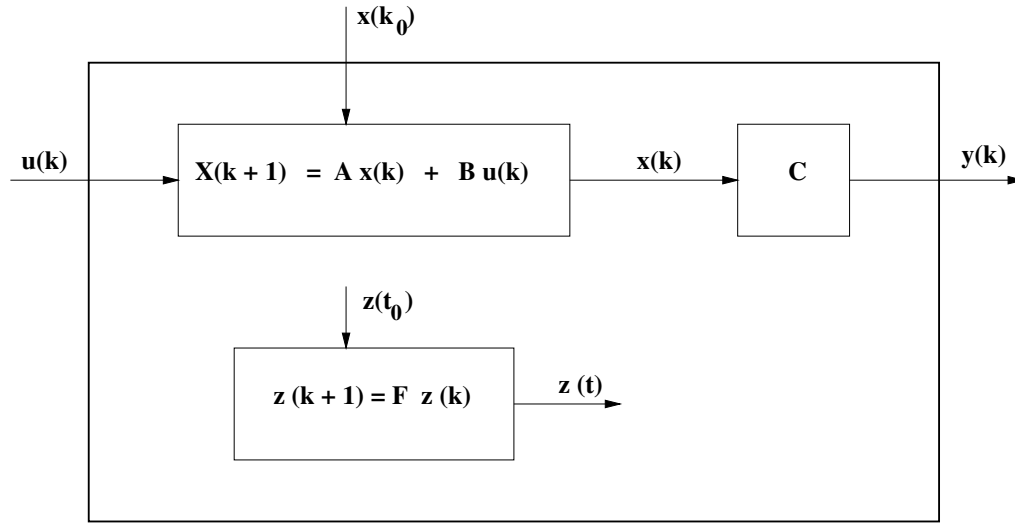 x(k₀)
u(k)
X(k + 1) = A x(k) + B u(k)
x(k)
C
y(k)
z(t₀)
z (k + 1) = F z (k)
z (t)